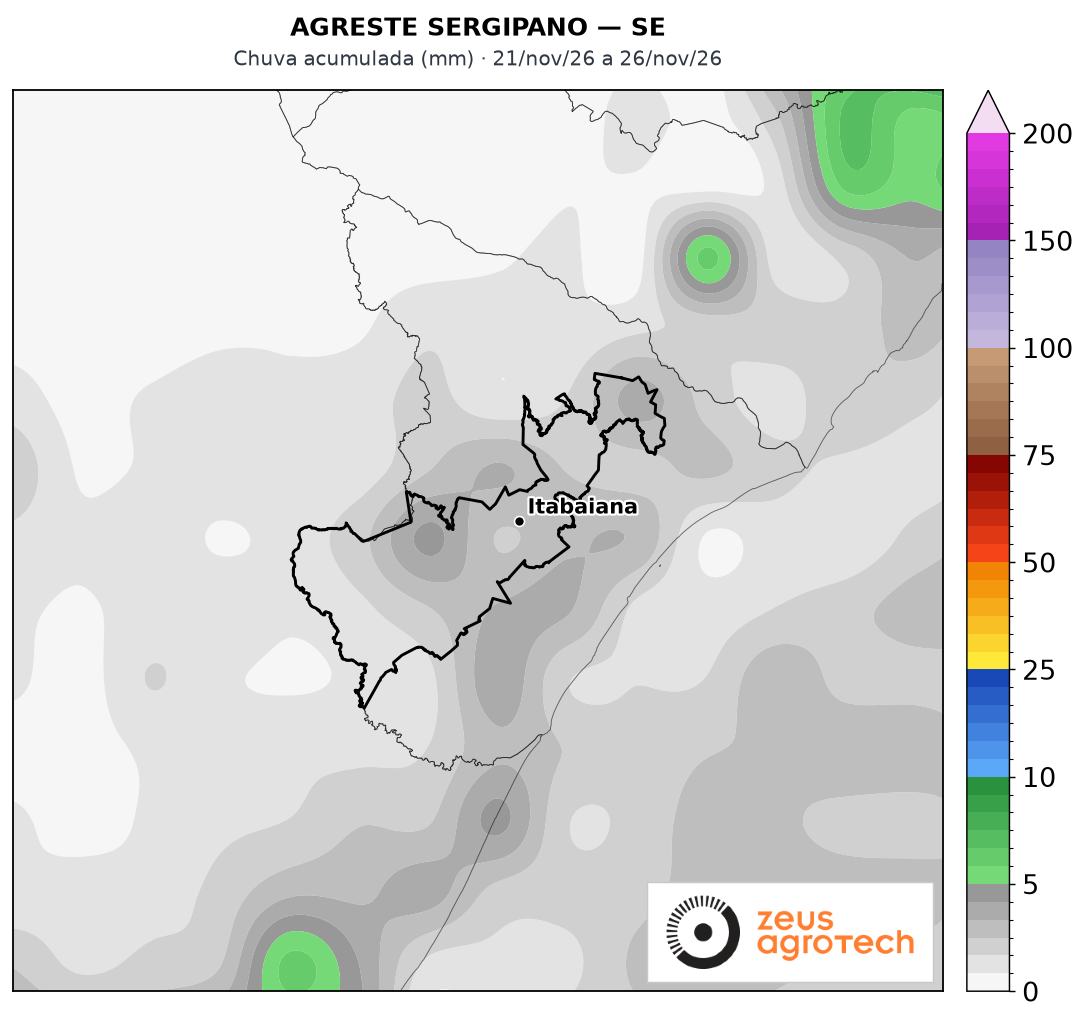 AGRESTE SERGIPANO — SE
Chuva acumulada (mm) · 21/nov/26 a 26/nov/26
200
150
100
75
50
25
10
5
0
Itabaiana
zeus
agrotech